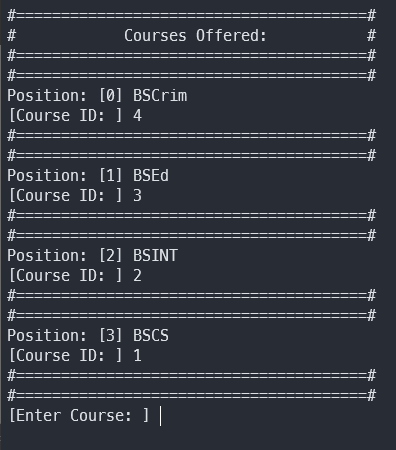 #=======================================#
#            Courses Offered:           #
#=======================================#
#=======================================#
Position: [0] BSCrim
[Course ID: ] 4
#=======================================#
#=======================================#
Position: [1] BSEd
[Course ID: ] 3
#=======================================#
#=======================================#
Position: [2] BSINT
[Course ID: ] 2
#=======================================#
#=======================================#
Position: [3] BSCS
[Course ID: ] 1
#=======================================#
#=======================================#
[Enter Course: ]